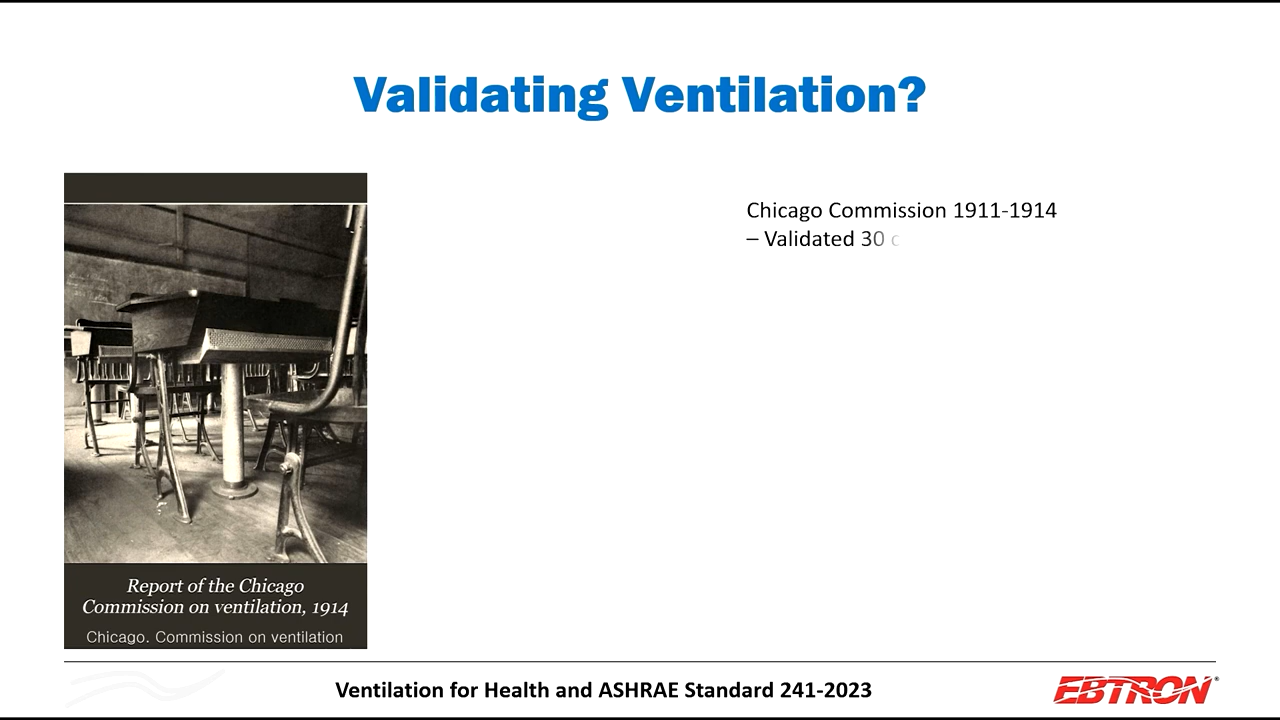 Validating Ventilation?
Chicago Commission 1911-1914
– Validated 30 c
Report of the Chicago
Commission on ventilation, 1914
Chicago. Commission on ventilation
Ventilation for Health and ASHRAE Standard 241-2023
EBTRON®